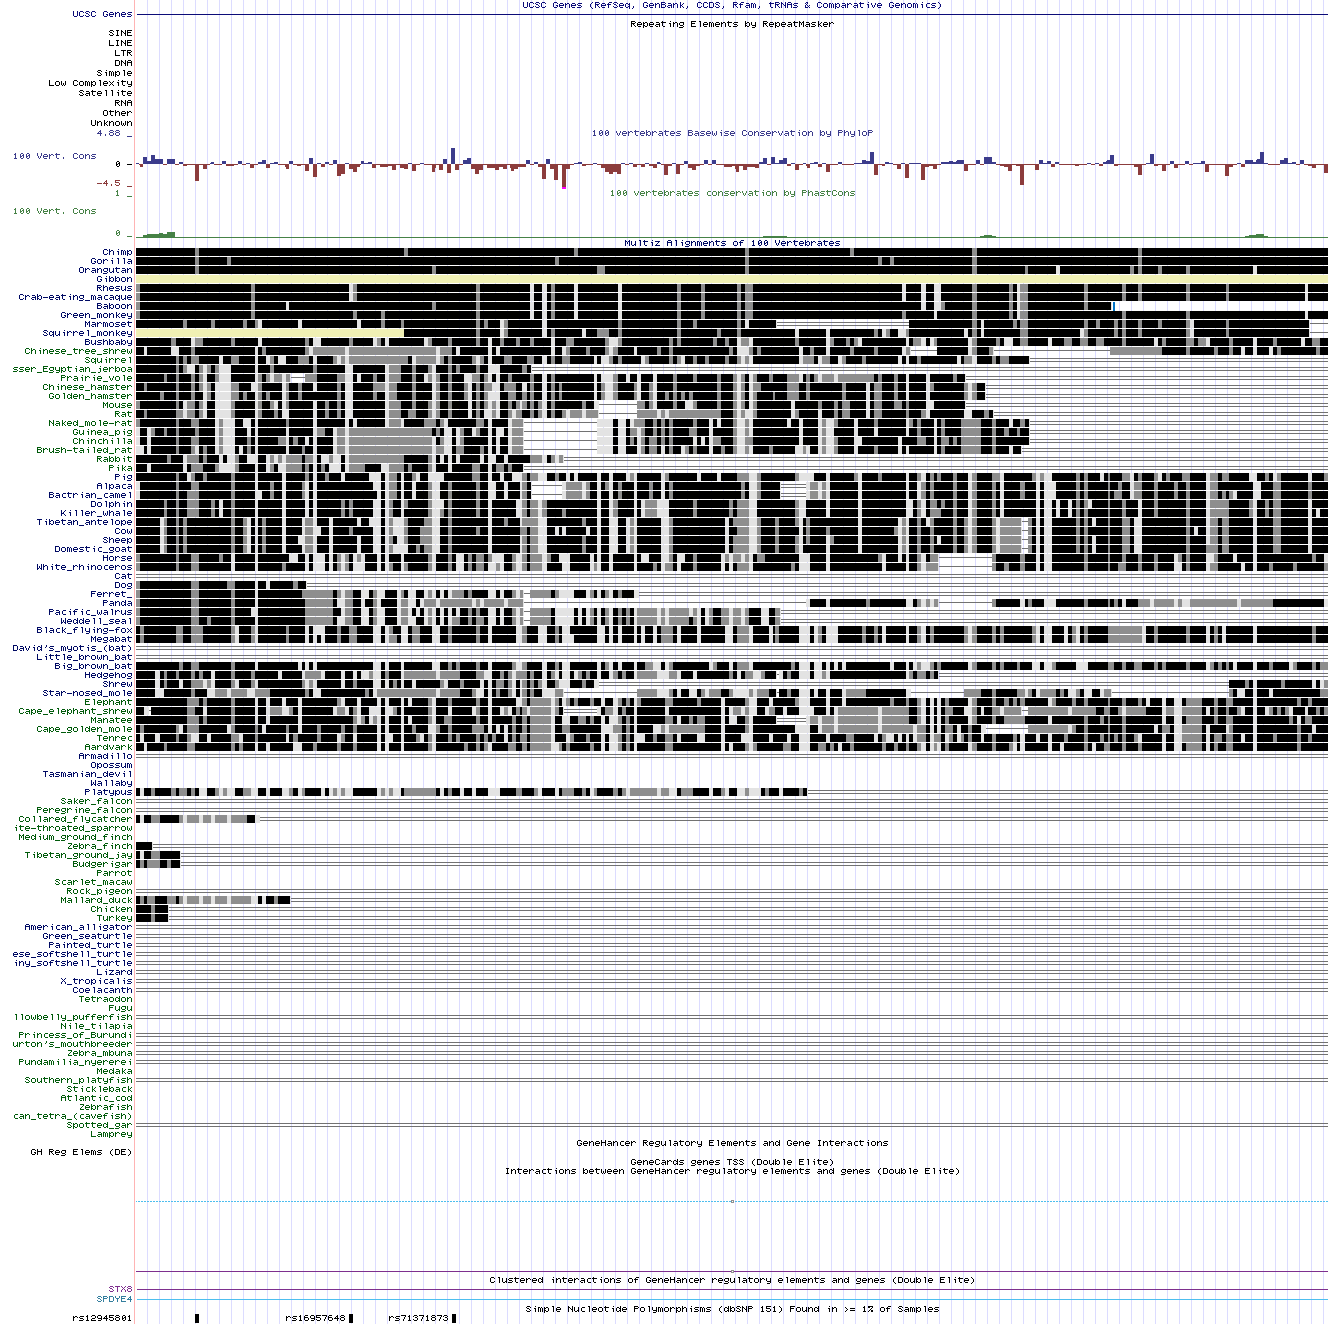 UCSC Genes (RefSeq, GenBank, CCDS, Rfam, tRNAs & Comparative Genomics)
UCSC Genes
Repeating Elements by RepeatMasker
SINE
LINE
LTR
DNA
Simple
Low Complexity
Satellite
RNA
Other
Unknown
4.88 _
100 vertebrates Basewise Conservation by PhyloP
100 Vert. Cons
0 _
-4.5 _
1 _
100 vertebrates conservation by PhastCons
100 Vert. Cons
0 _
Multiz Alignments of 100 Vertebrates
Chimp
Gorilla
Orangutan
Gibbon
Rhesus
Crab-eating_macaque
Baboon
Green_monkey
Marmoset
Squirrel_monkey
Bushbaby
Chinese_tree_shrew
Squirrel
sser_Egyptian_jerboa
Prairie_vole
Chinese_hamster
Golden_hamster
Mouse
Rat
Naked_mole-rat
Guinea_pig
Chinchilla
Brush-tailed_rat
Rabbit
Pika
Pig
Alpaca
Bactrian_camel
Dolphin
Killer_whale
Tibetan_antelope
Cow
Sheep
Domestic_goat
Horse
White_rhinoceros
Cat
Dog
Ferret_
Panda
Pacific_walrus
Weddell_seal
Black_flying-fox
Megabat
David's_myotis_(bat)
Little_brown_bat
Big_brown_bat
Hedgehog
Shrew
Star-nosed_mole
Elephant
Cape_elephant_shrew
Manatee
Cape_golden_mole
Tenrec
Aardvark
Armadillo
Opossum
Tasmanian_devil
Wallaby
Platypus
Saker_falcon
Peregrine_falcon
Collared_flycatcher
ite-throated_sparrow
Medium_ground_finch
Zebra_finch
Tibetan_ground_jay
Budgerigar
Parrot
Scarlet_macaw
Rock_pigeon
Mallard_duck
Chicken
Turkey
American_alligator
Green_seaturtle
Painted_turtle
ese_softshell_turtle
iny_softshell_turtle
Lizard
X_tropicalis
Coelacanth
Tetraodon
Fugu
llowbelly_pufferfish
Nile_tilapia
Princess_of_Burundi
urton's_mouthbreeder
Zebra_mbuna
Pundamilia_nyererei
Medaka
Southern_platyfish
Stickleback
Atlantic_cod
Zebrafish
can_tetra_(cavefish)
Spotted_gar
Lamprey
GeneHancer Regulatory Elements and Gene Interactions
GH Reg Elems (DE)
GeneCards genes TSS (Double Elite)
Interactions between GeneHancer regulatory elements and genes (Double Elite)
Clustered interactions of GeneHancer regulatory elements and genes (Double Elite)
STX8
SPDYE4
Simple Nucleotide Polymorphisms (dbSNP 151) Found in >= 1% of Samples
rs12945801 rs16957648 rs71371873